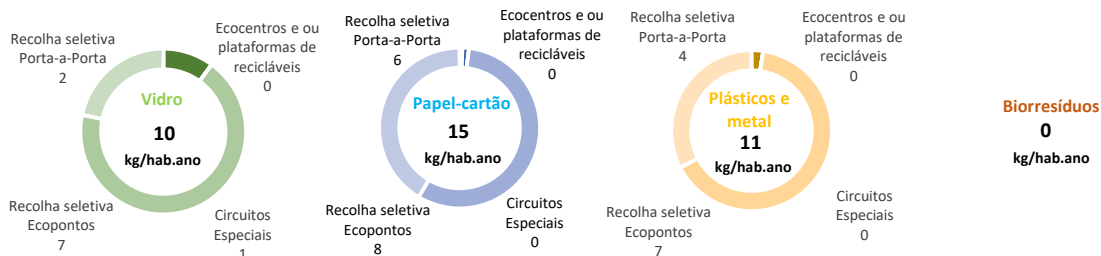 Recolha seletiva
Porta-a-Porta
2
Ecocentros e ou
plataformas de
recicláveis
0
Vidro
10
kg/hab.ano
Recolha seletiva
Ecopontos
7
Circuitos
Especiais
1
Recolha seletiva
Porta-a-Porta
6
Ecocentros e ou
plataformas de
recicláveis
0
Papel-cartão
15
kg/hab.ano
Recolha seletiva
Ecopontos
8
Circuitos
Especiais
0
Recolha seletiva
Porta-a-Porta
4
Ecocentros e ou
plataformas de
recicláveis
0
Plásticos e
metal
11
kg/hab.ano
Recolha seletiva
Ecopontos
7
Circuitos
Especiais
0
Biorresíduos
0
kg/hab.ano